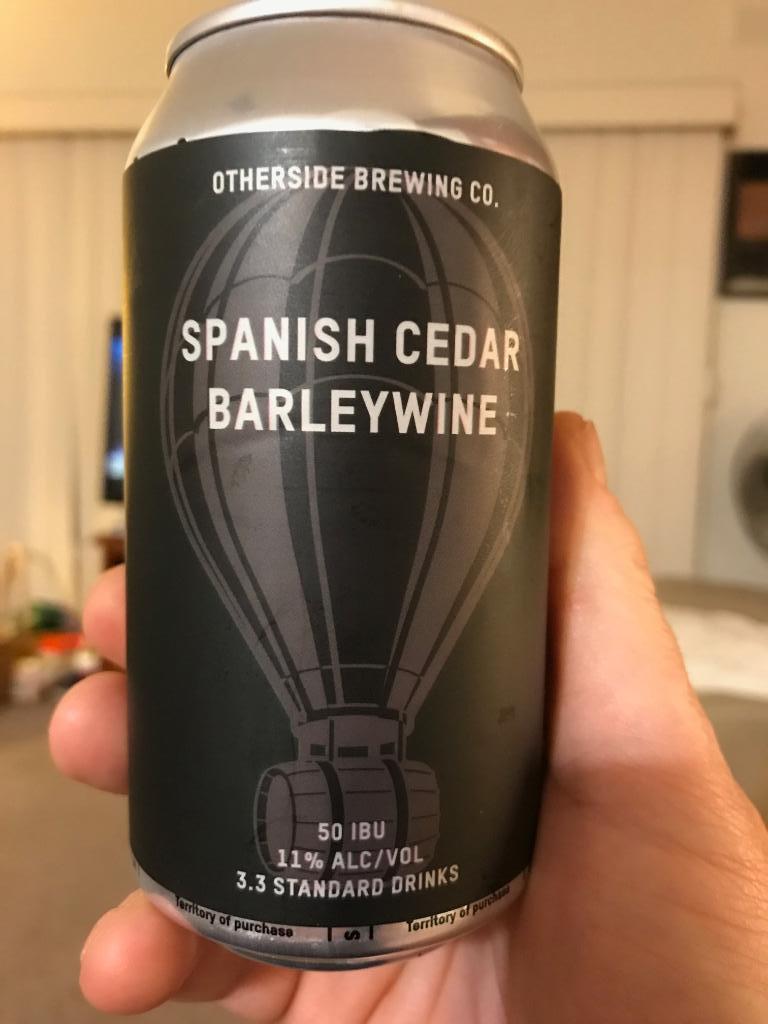 OTHERSIDE BREWING CO.
SPANISH CEDAR
BARLEYWINE
50 IBU
11% ALC/VOL
3.3 STANDARD DRINKS
Territory of purchase | S | Territory of purchase